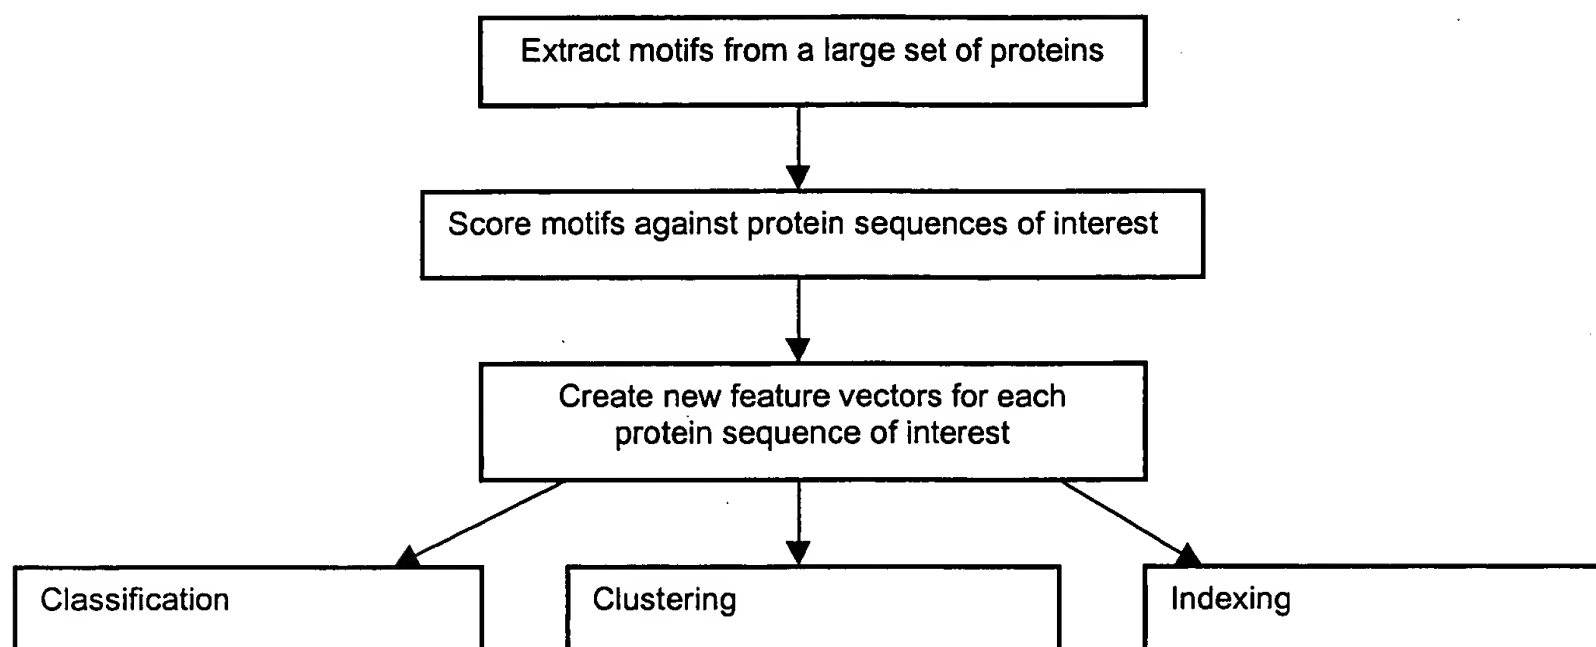 Extract motifs from a large set of proteins
Score motifs against protein sequences of interest
Create new feature vectors for each
protein sequence of interest
Classification
Clustering
Indexing